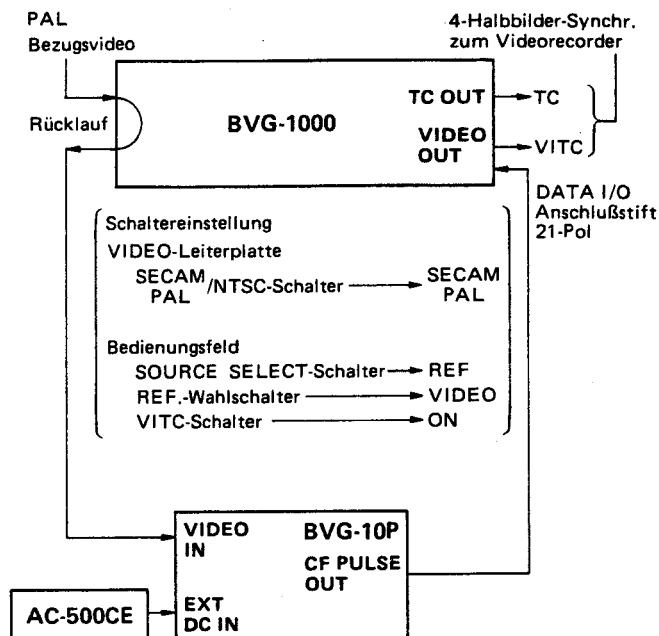 PAL
Bezugsvideo
4-Halbbilder-Synchr.
zum Videorecorder
Rücklauf
BVG-1000
TC OUT
TC
VIDEO
OUT
VITC
DATA I/O
Anschlußstift
21-Pol
Schaltereinstellung
VIDEO-Leiterplatte
SECAM
PAL /NTSC-Schalter
SECAM
PAL
Bedienungsfeld
SOURCE SELECT-Schalter REF
REF.-Wahlschalter VIDEO
VITC-Schalter ON
VIDEO
IN
BVG-10P
CF PULSE
OUT
AC-500CE
EXT
DC IN